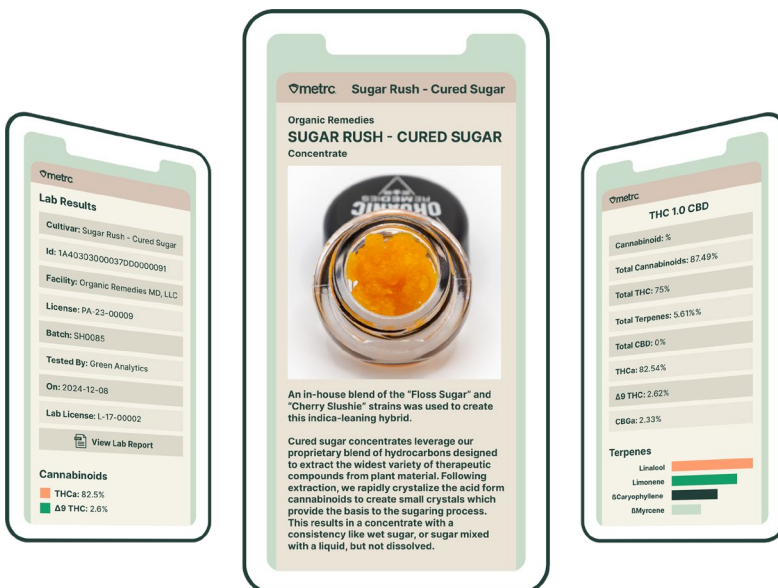 metrc
Lab Results
Cultivar: Sugar Rush - Cured Sugar
Id: 1A40303000037DD0000091
Facility: Organic Remedies MD, LLC
License: PA-23-00009
Batch: SH0085
Tested By: Green Analytics
On: 2024-12-08
Lab License: L-17-00002
View Lab Report
Cannabinoids
THCa: 82.5%
Δ9 THC: 2.6%
metrc Sugar Rush - Cured Sugar
Organic Remedies
SUGAR RUSH - CURED SUGAR
Concentrate
ORGANIC
REMEDIES
An in-house blend of the “Floss Sugar” and
“Cherry Slushie” strains was used to create
this indica-leaning hybrid.
Cured sugar concentrates leverage our
proprietary blend of hydrocarbons designed
to extract the widest variety of therapeutic
compounds from plant material. Following
extraction, we rapidly crystalize the acid form
cannabinoids to create small crystals which
provide the basis to the sugaring process.
This results in a concentrate with a
consistency like wet sugar, or sugar mixed
with a liquid, but not dissolved.
metrc
THC 1.0 CBD
Cannabinoid: %
Total Cannabinoids: 87.49%
Total THC: 75%
Total Terpenes: 5.61%%
Total CBD: 0%
THCa: 82.54%
Δ9 THC: 2.62%
CBGa: 2.33%
Terpenes
Linalool
Limonene
ßCaryophyllene
ßMyrcene